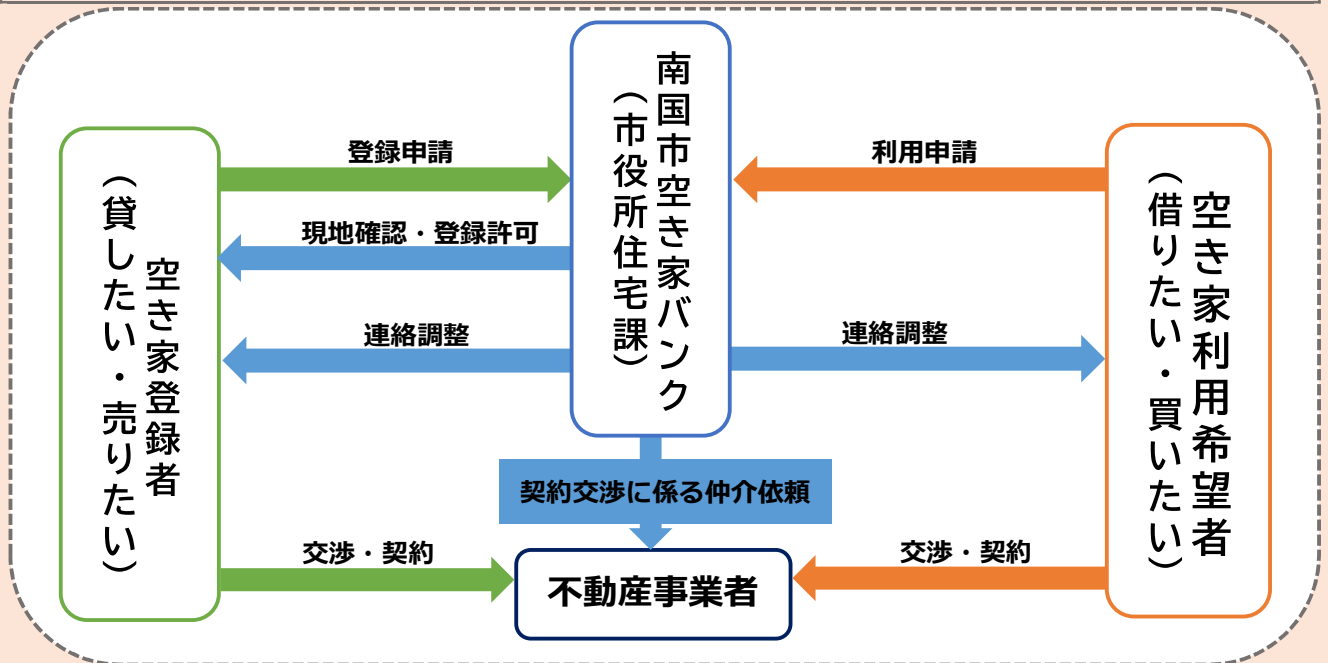 南国市空き家バンク
（市役所住宅課）
登録申請
利用申請
現地確認・登録許可
連絡調整
連絡調整
空き家登録者
（貸したい・売りたい）
空き家利用希望者
（借りたい・買いたい）
契約交渉に係る仲介依頼
交渉・契約
交渉・契約
不動産事業者